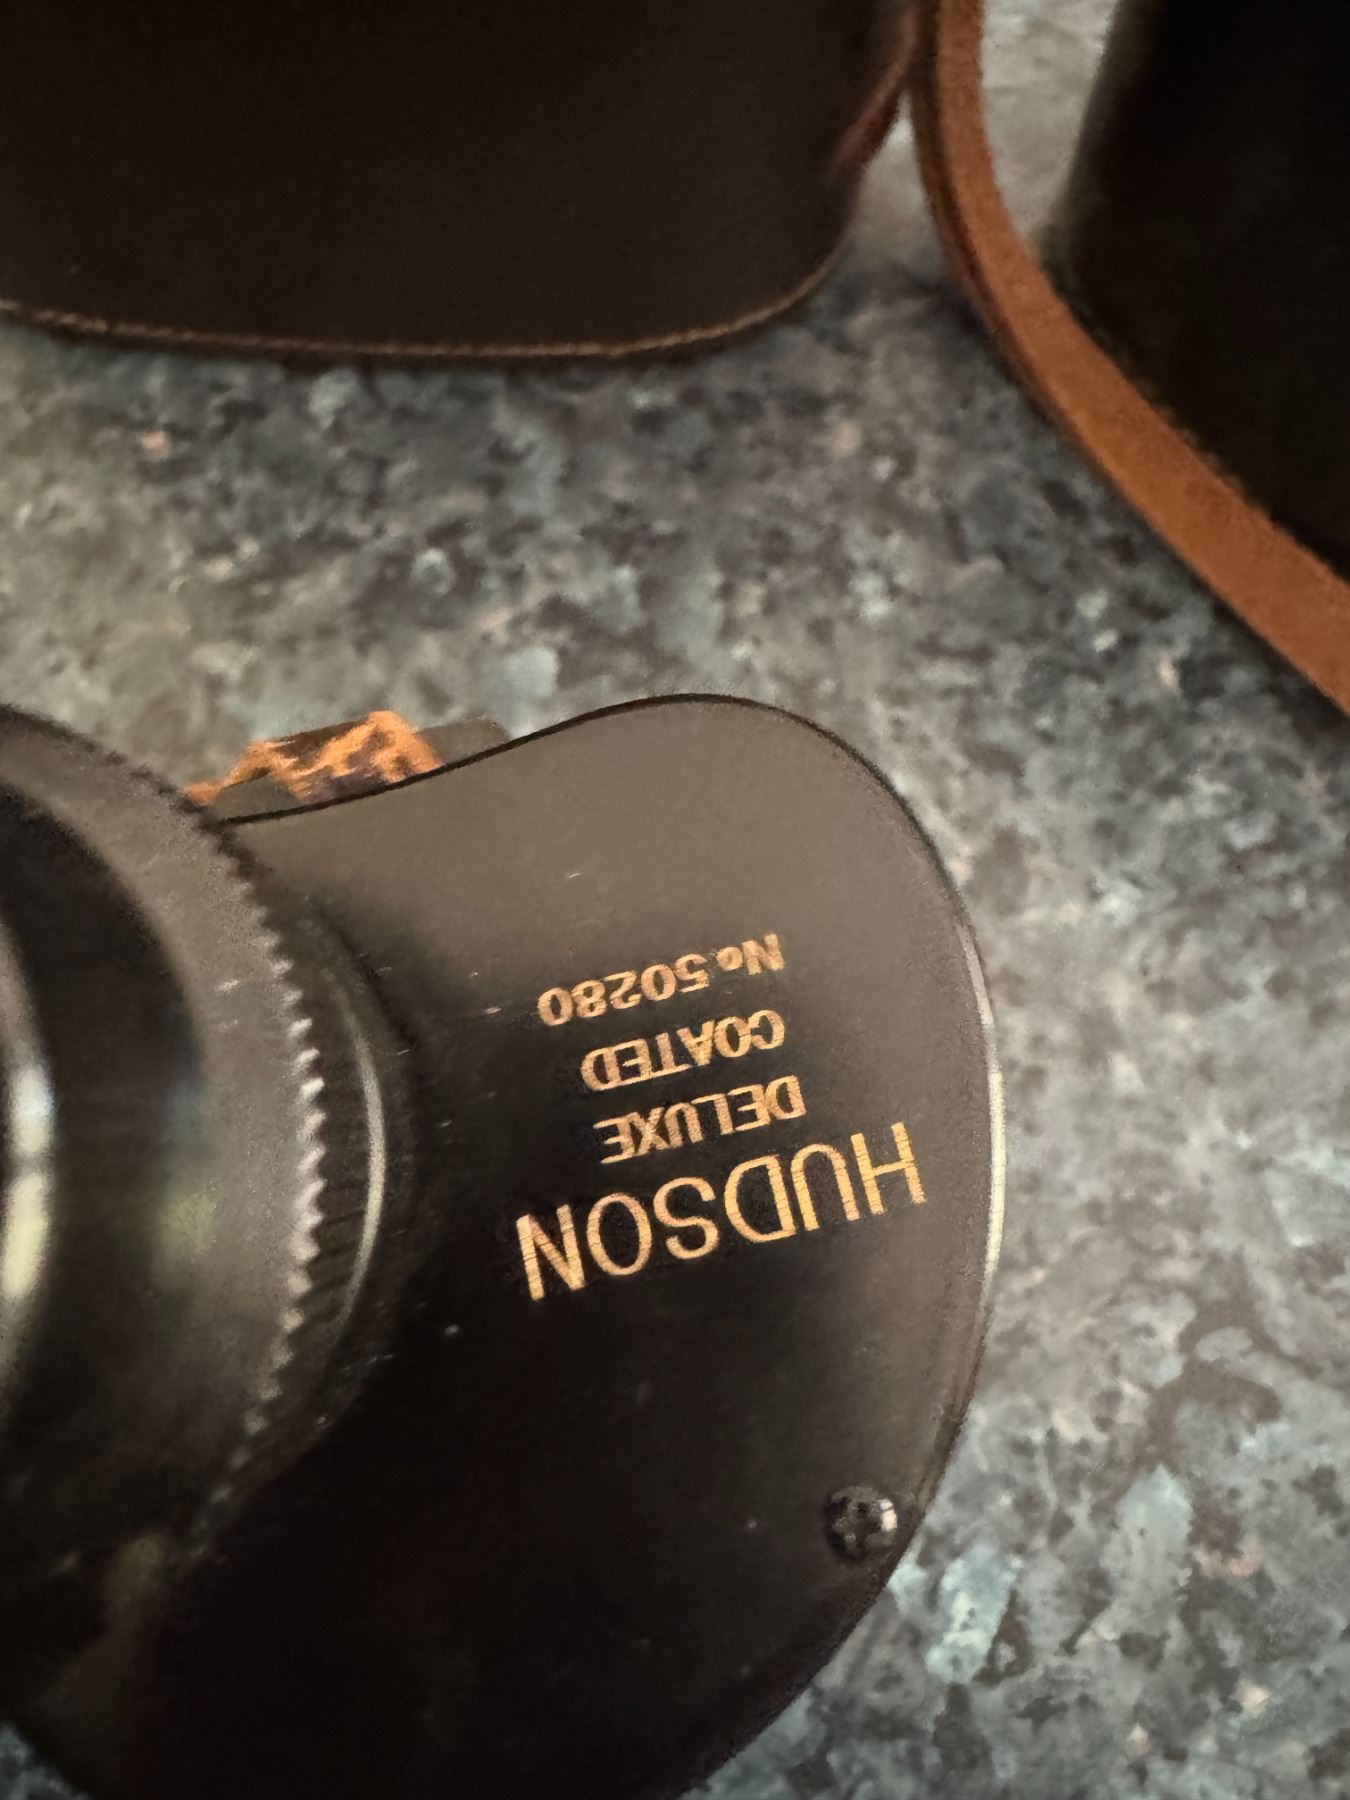 HUDSON
DELUXE
COATED
No. 50280